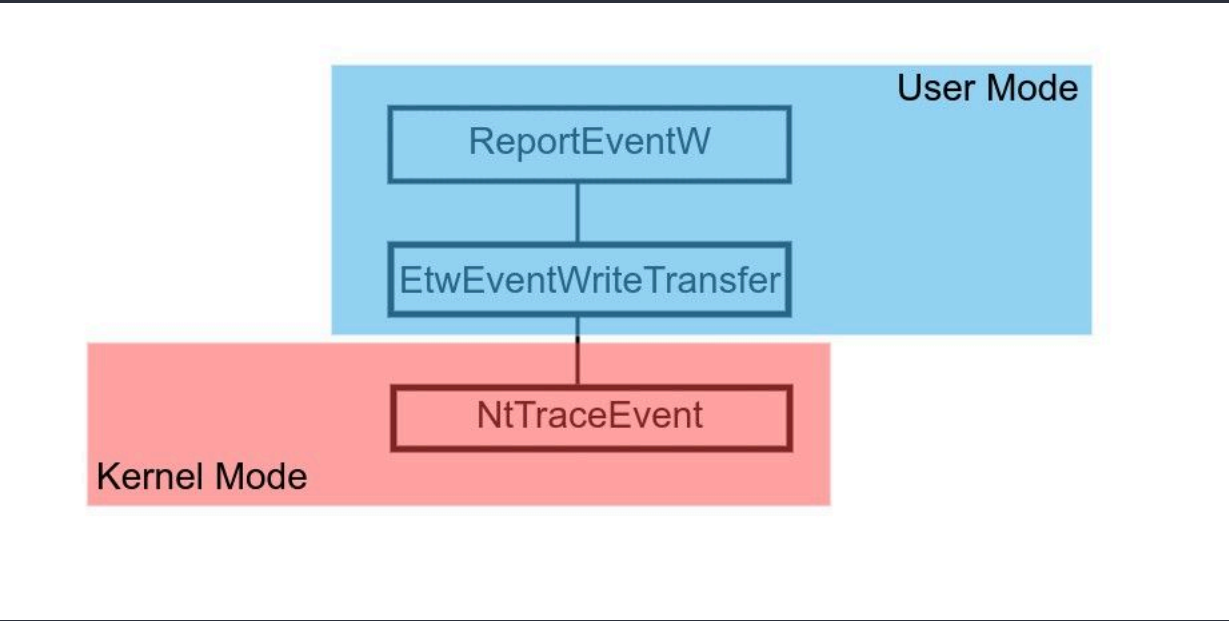 User Mode
ReportEventW
EtwEventWriteTransfer
NtTraceEvent
Kernel Mode